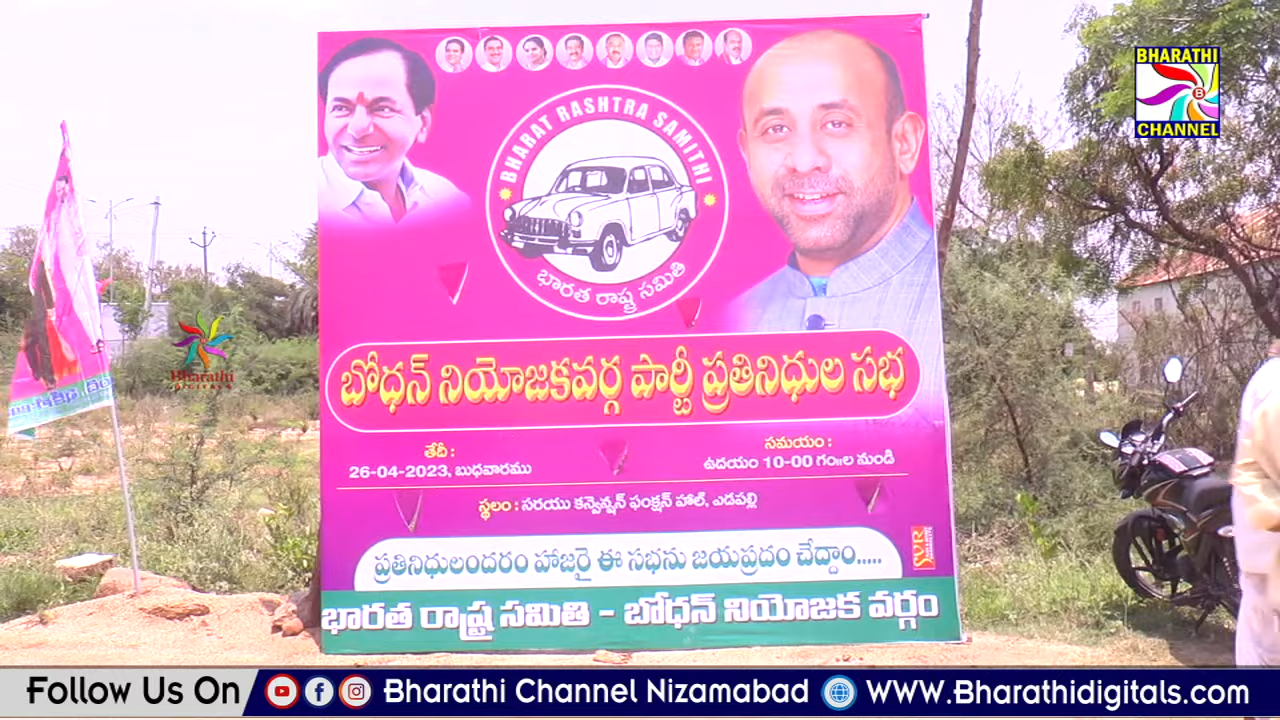 BHARATHI
CHANNEL
BHARAT RASHTRA SAMITHI
భారత రాష్ట్ర సమితి
Bharathi
బోధన్ నియోజకవర్గ పార్టీ ప్రతినిధుల సభ
తేదీ :
26-04-2023, బుధవారము
సమయం :
ఉదయం 10-00 గం॥ల నుండి
స్థలం : సరయు కన్వెన్షన్ ఫంక్షన్ హాల్, ఎడపల్లి
SVR
ప్రతినిధులందరం హాజరై ఈ సభను జయప్రదం చేద్దాం.....
భారత రాష్ట్ర సమితి - బోధన్ నియోజక వర్గం
Follow Us On Bharathi Channel Nizamabad WWW.Bharathidigitals.com